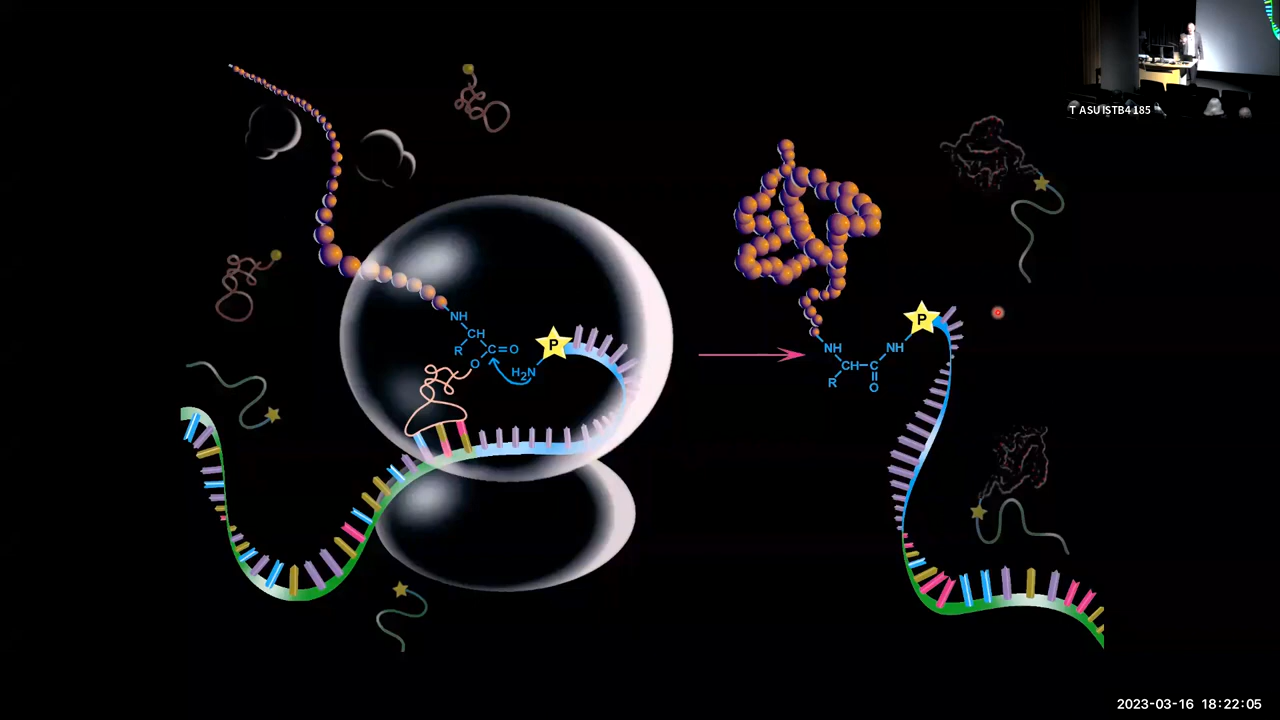 T ASU ISTB4 185
NH
CH
R
C=O
O
H₂N
P
P
NH
NH
CH
C
R
O
2023-03-16 18:22:05